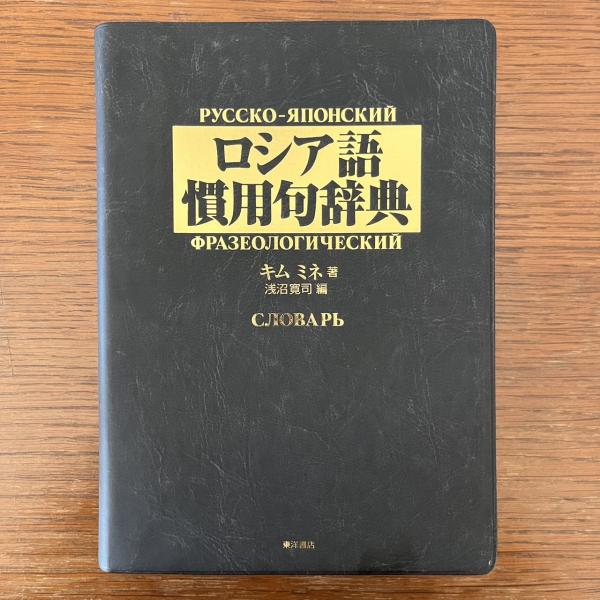 РУССКО-ЯПОНСКИЙ
ロシア語
慣用句辞典
ФРАЗЕОЛОГИЧЕСКИЙ
キム ミネ 著
浅沼寛司 編
СЛОВАРЬ
東洋書店